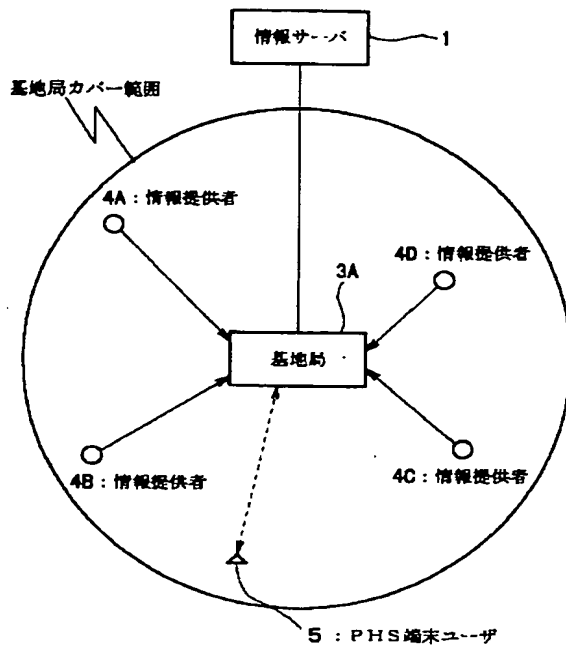 情報サーバ
1
基地局カバー範囲
4A：情報提供者
4D：情報提供者
3A
基地局
4B：情報提供者
4C：情報提供者
5：PHS端末ユーザ